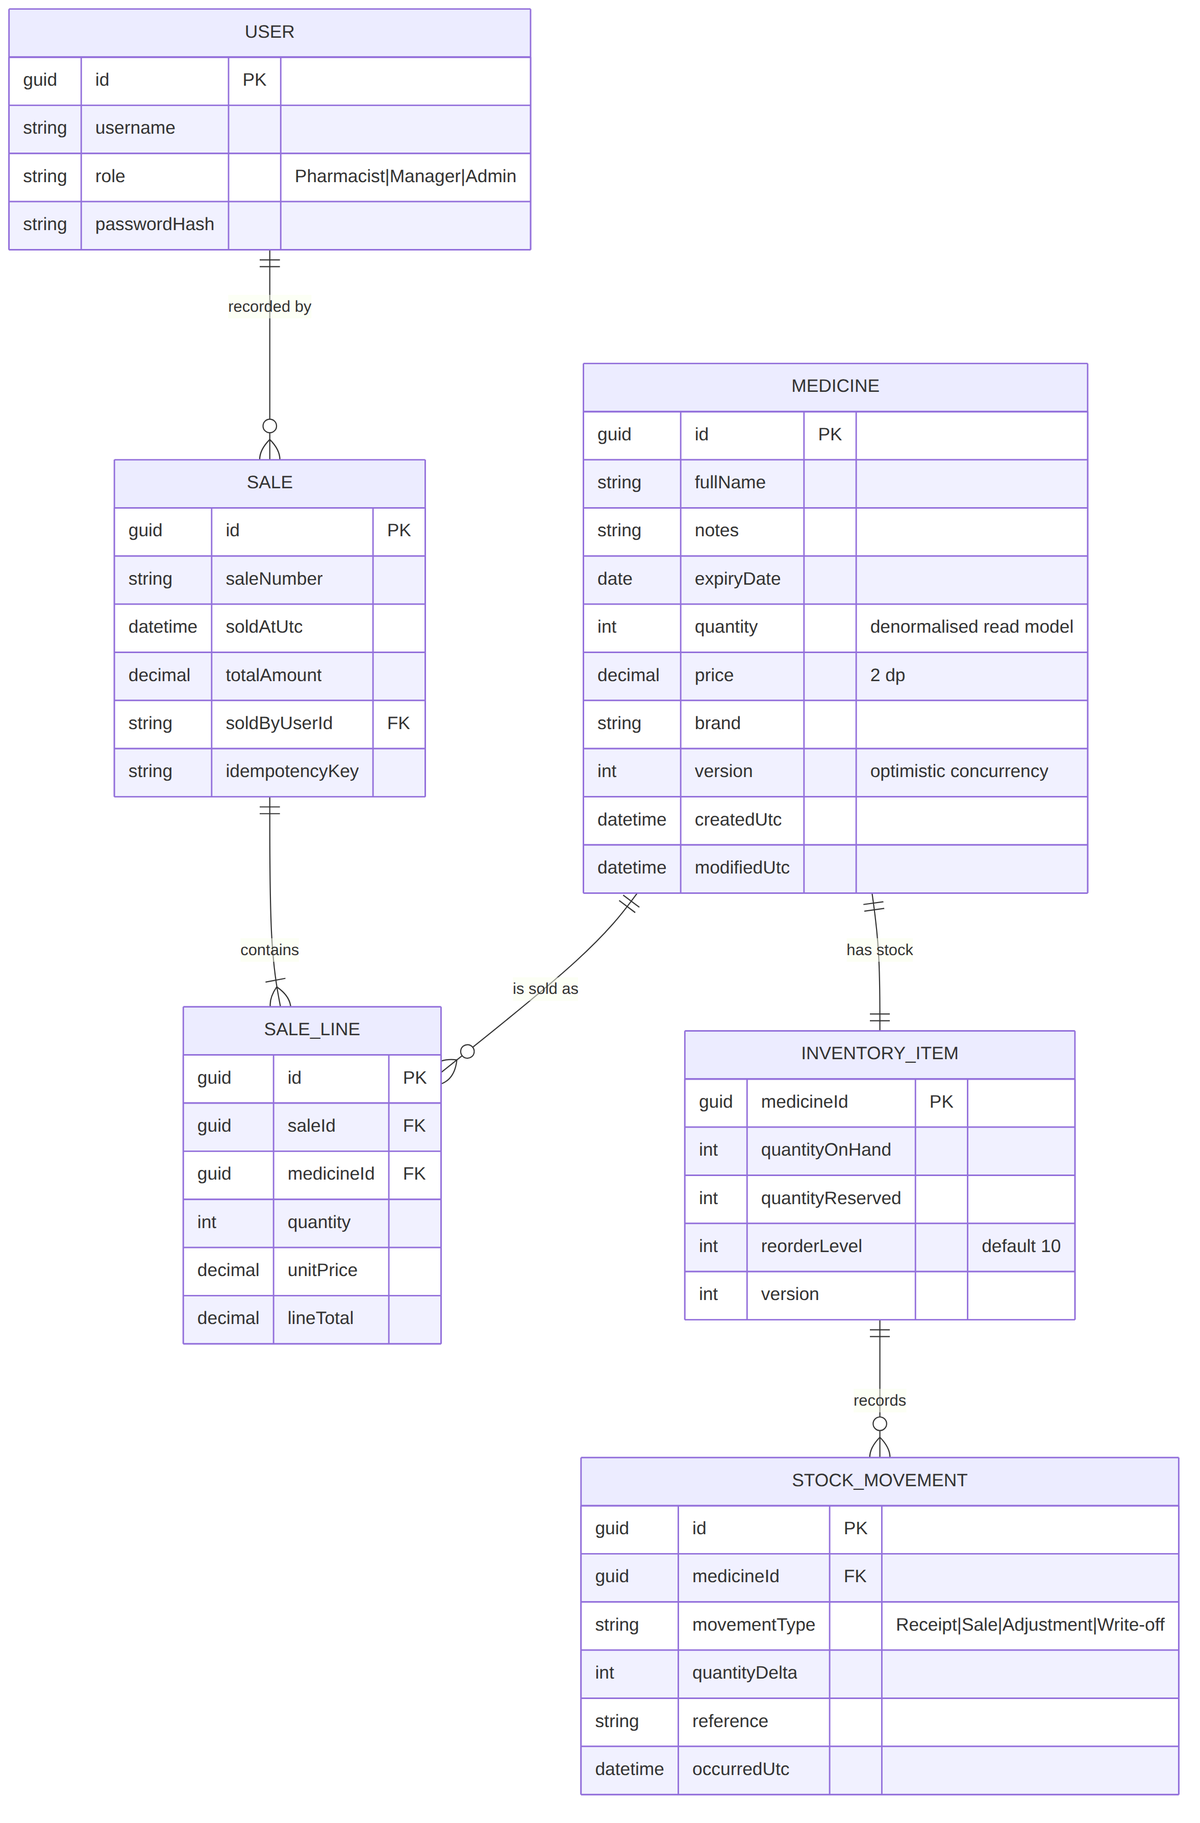 USER
guid id PK
string username
string role Pharmacist|Manager|Admin
string passwordHash
recorded by
SALE
guid id PK
string saleNumber
datetime soldAtUtc
decimal totalAmount
string soldByUserId FK
string idempotencyKey
MEDICINE
guid id PK
string fullName
string notes
date expiryDate
int quantity denormalised read model
decimal price 2 dp
string brand
int version optimistic concurrency
datetime createdUtc
datetime modifiedUtc
contains
is sold as
has stock
SALE_LINE
guid id PK
guid saleId FK
guid medicineId FK
int quantity
decimal unitPrice
decimal lineTotal
INVENTORY_ITEM
guid medicineId PK
int quantityOnHand
int quantityReserved
int reorderLevel default 10
int version
records
STOCK_MOVEMENT
guid id PK
guid medicineId FK
string movementType Receipt|Sale|Adjustment|Write-off
int quantityDelta
string reference
datetime occurredUtc